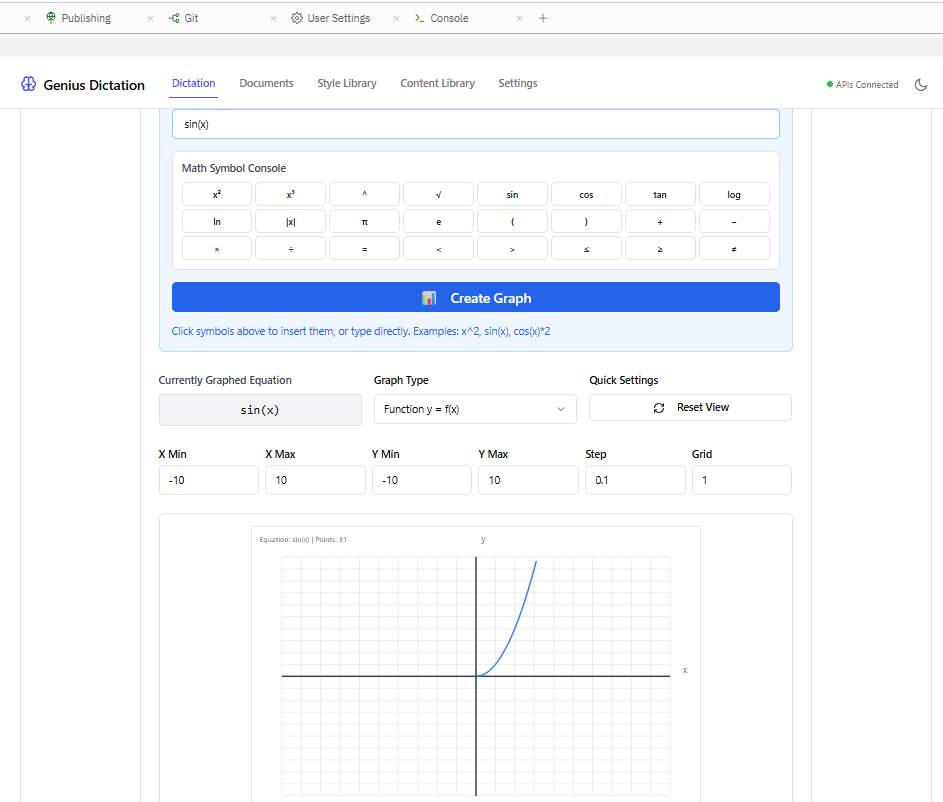 Publishing Git User Settings Console
Genius Dictation Dictation Documents Style Library Content Library Settings APIs Connected
sin(x)
Math Symbol Console
x² x³ ^ √ sin cos tan log
ln |x| π e ( ) + −
× ÷ = < > ≤ ≥ ≠
Create Graph
Click symbols above to insert them, or type directly. Examples: x^2, sin(x), cos(x)*2
Currently Graphed Equation Graph Type Quick Settings
sin(x) Function y = f(x) Reset View
X Min X Max Y Min Y Max Step Grid
-10 10 -10 10 0.1 1
Equation: sin(x) | Points: 31 y
x